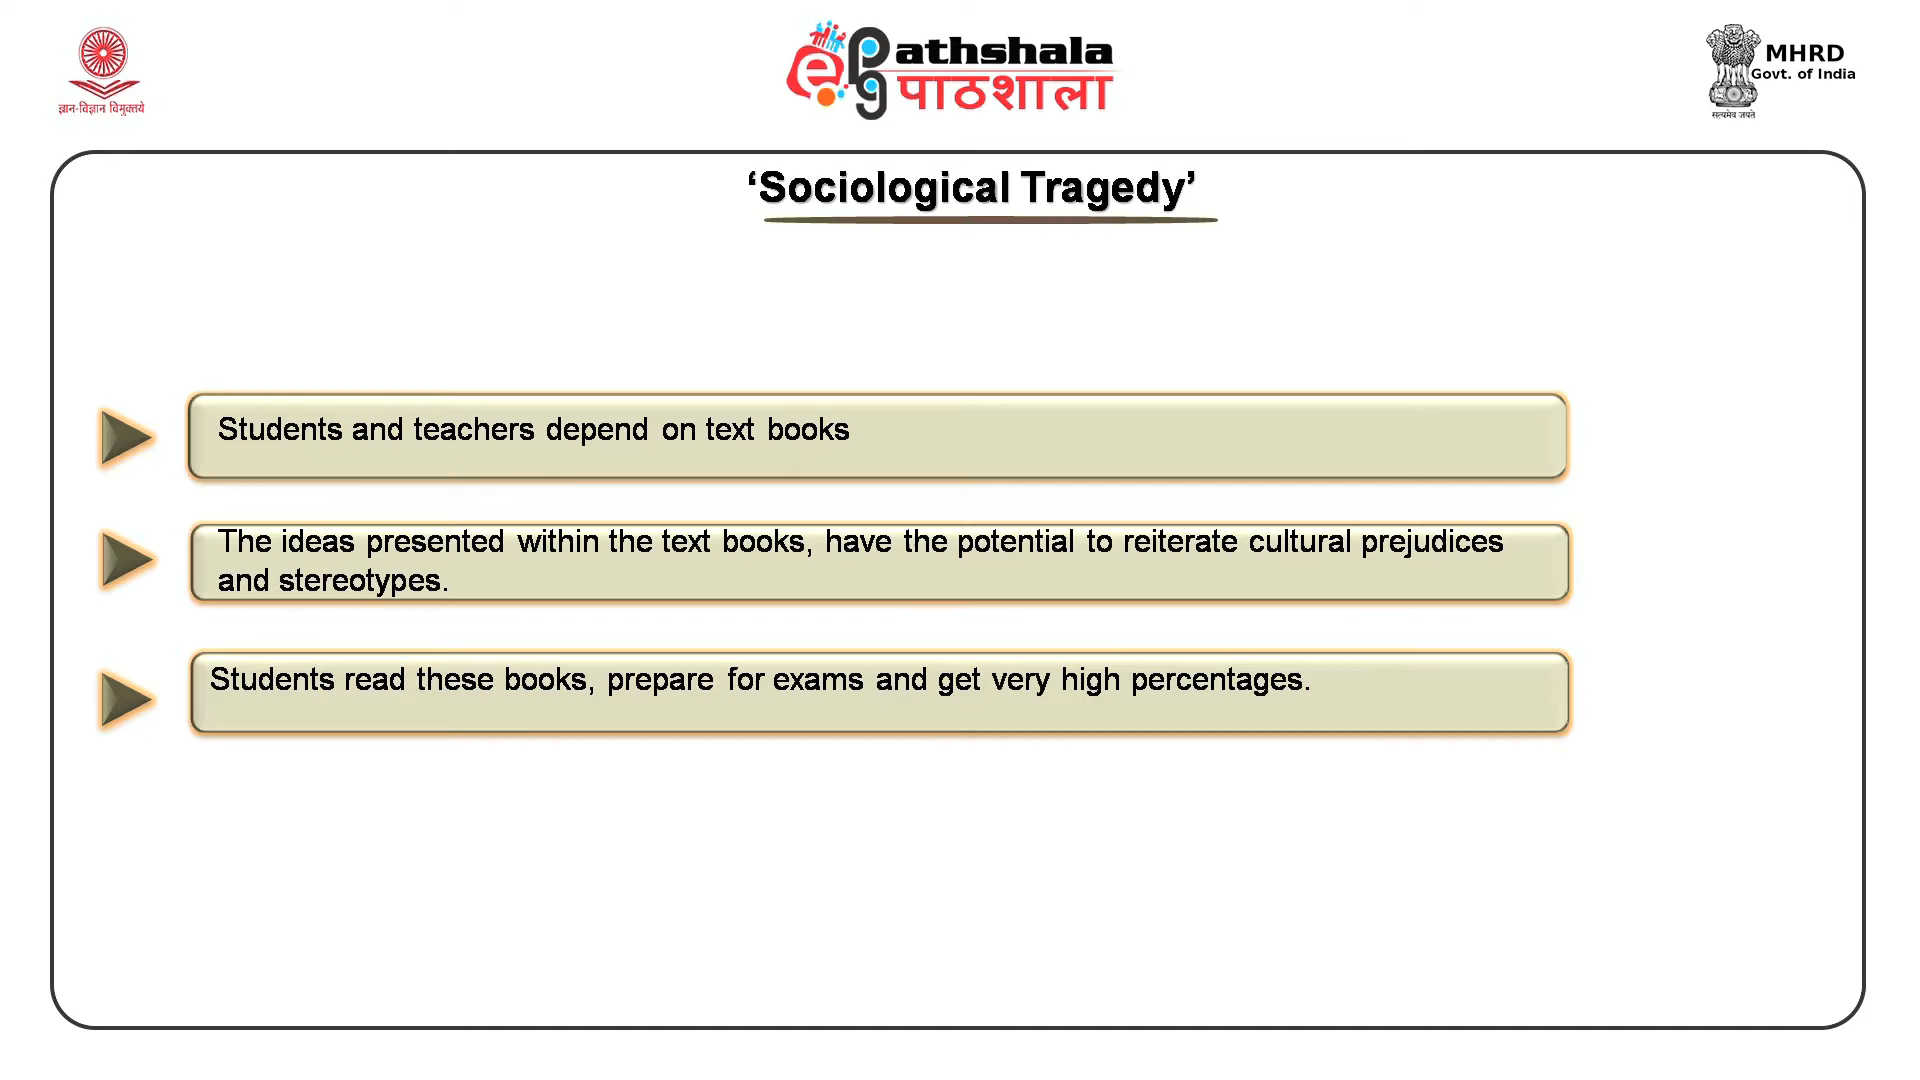 ज्ञान-विज्ञान विमुक्तये
e PG Pathshala
पाठशाला
MHRD
Govt. of India
सत्यमेव जयते
‘Sociological Tragedy’
Students and teachers depend on text books
The ideas presented within the text books, have the potential to reiterate cultural prejudices
and stereotypes.
Students read these books, prepare for exams and get very high percentages.